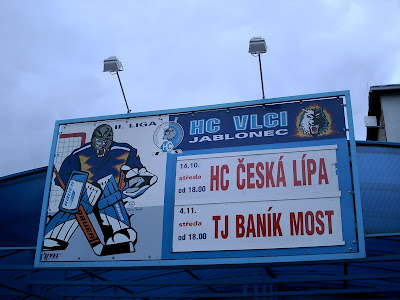 II. LIGA
HC VLCI
JABLONEC
14.10.
středa
od 18.00
HC ČESKÁ LÍPA
4.11.
středa
od 18.00
TJ BANÍK MOST